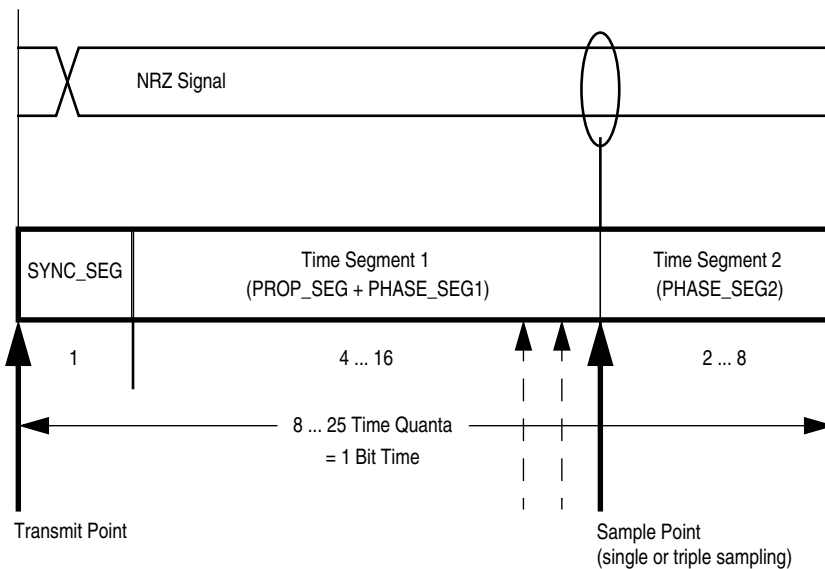 NRZ Signal
SYNC_SEG
Time Segment 1
(PROP_SEG + PHASE_SEG1)
Time Segment 2
(PHASE_SEG2)
1
4 ... 16
2 ... 8
8 ... 25 Time Quanta
= 1 Bit Time
Transmit Point
Sample Point
(single or triple sampling)